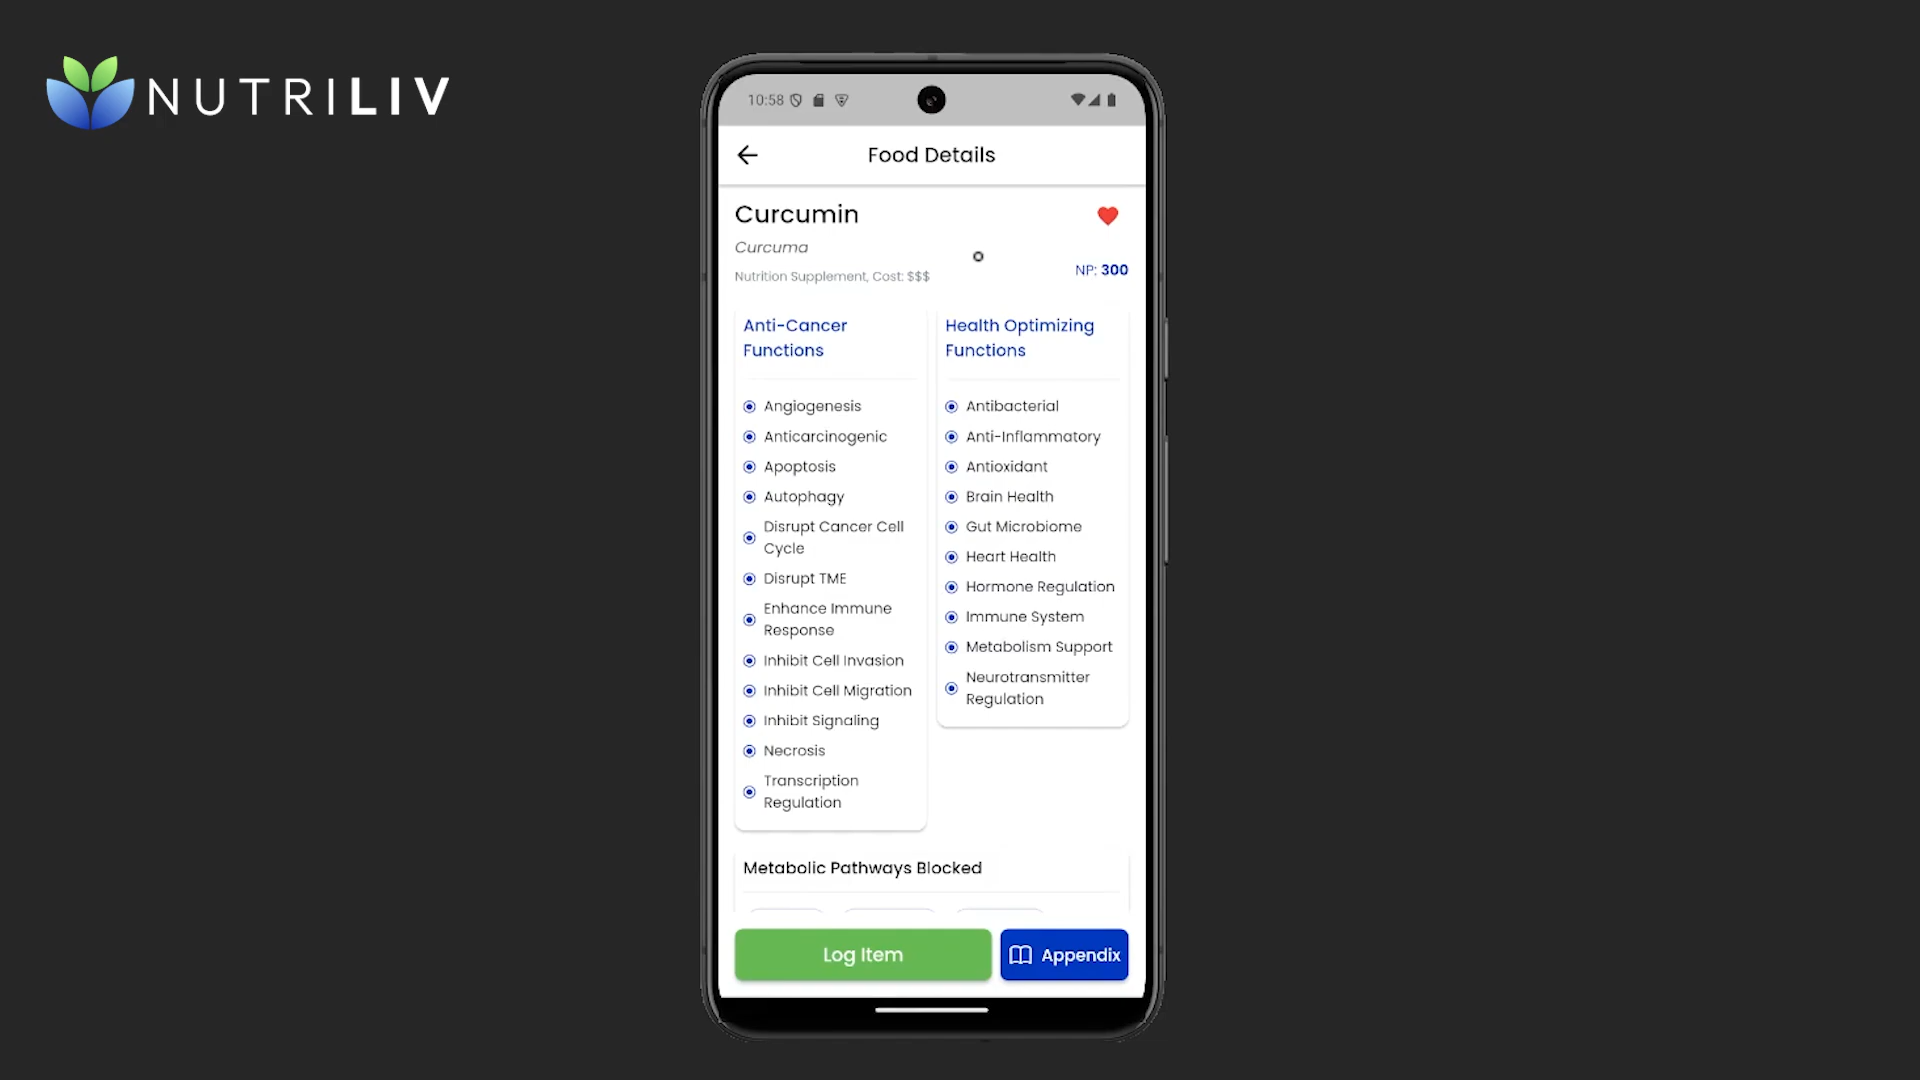 NUTRILIV
10:58
Food Details
Curcumin
Curcuma
Nutrition Supplement, Cost: $$$
NP: 300
Anti-Cancer
Functions
Angiogenesis
Anticarcinogenic
Apoptosis
Autophagy
Disrupt Cancer Cell
Cycle
Disrupt TME
Enhance Immune
Response
Inhibit Cell Invasion
Inhibit Cell Migration
Inhibit Signaling
Necrosis
Transcription
Regulation
Health Optimizing
Functions
Antibacterial
Anti-Inflammatory
Antioxidant
Brain Health
Gut Microbiome
Heart Health
Hormone Regulation
Immune System
Metabolism Support
Neurotransmitter
Regulation
Metabolic Pathways Blocked
Log Item
Appendix